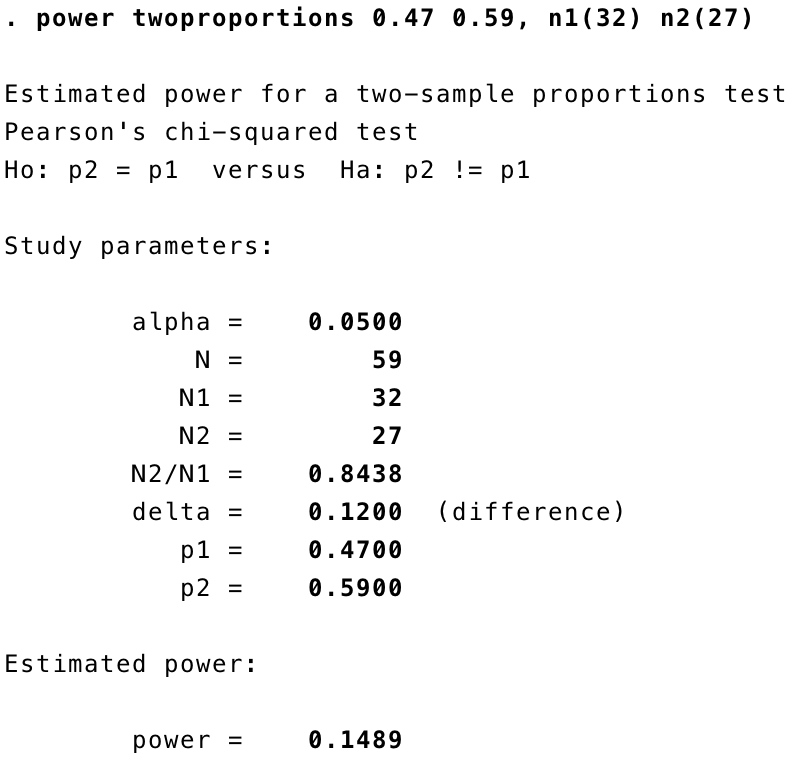 . power twoproportions 0.47 0.59, n1(32) n2(27)
Estimated power for a two-sample proportions test
Pearson's chi-squared test
Ho: p2 = p1  versus  Ha: p2 != p1
Study parameters:
alpha =    0.0500
N =        59
N1 =        32
N2 =        27
N2/N1 =    0.8438
delta =    0.1200  (difference)
p1 =    0.4700
p2 =    0.5900
Estimated power:
power =    0.1489